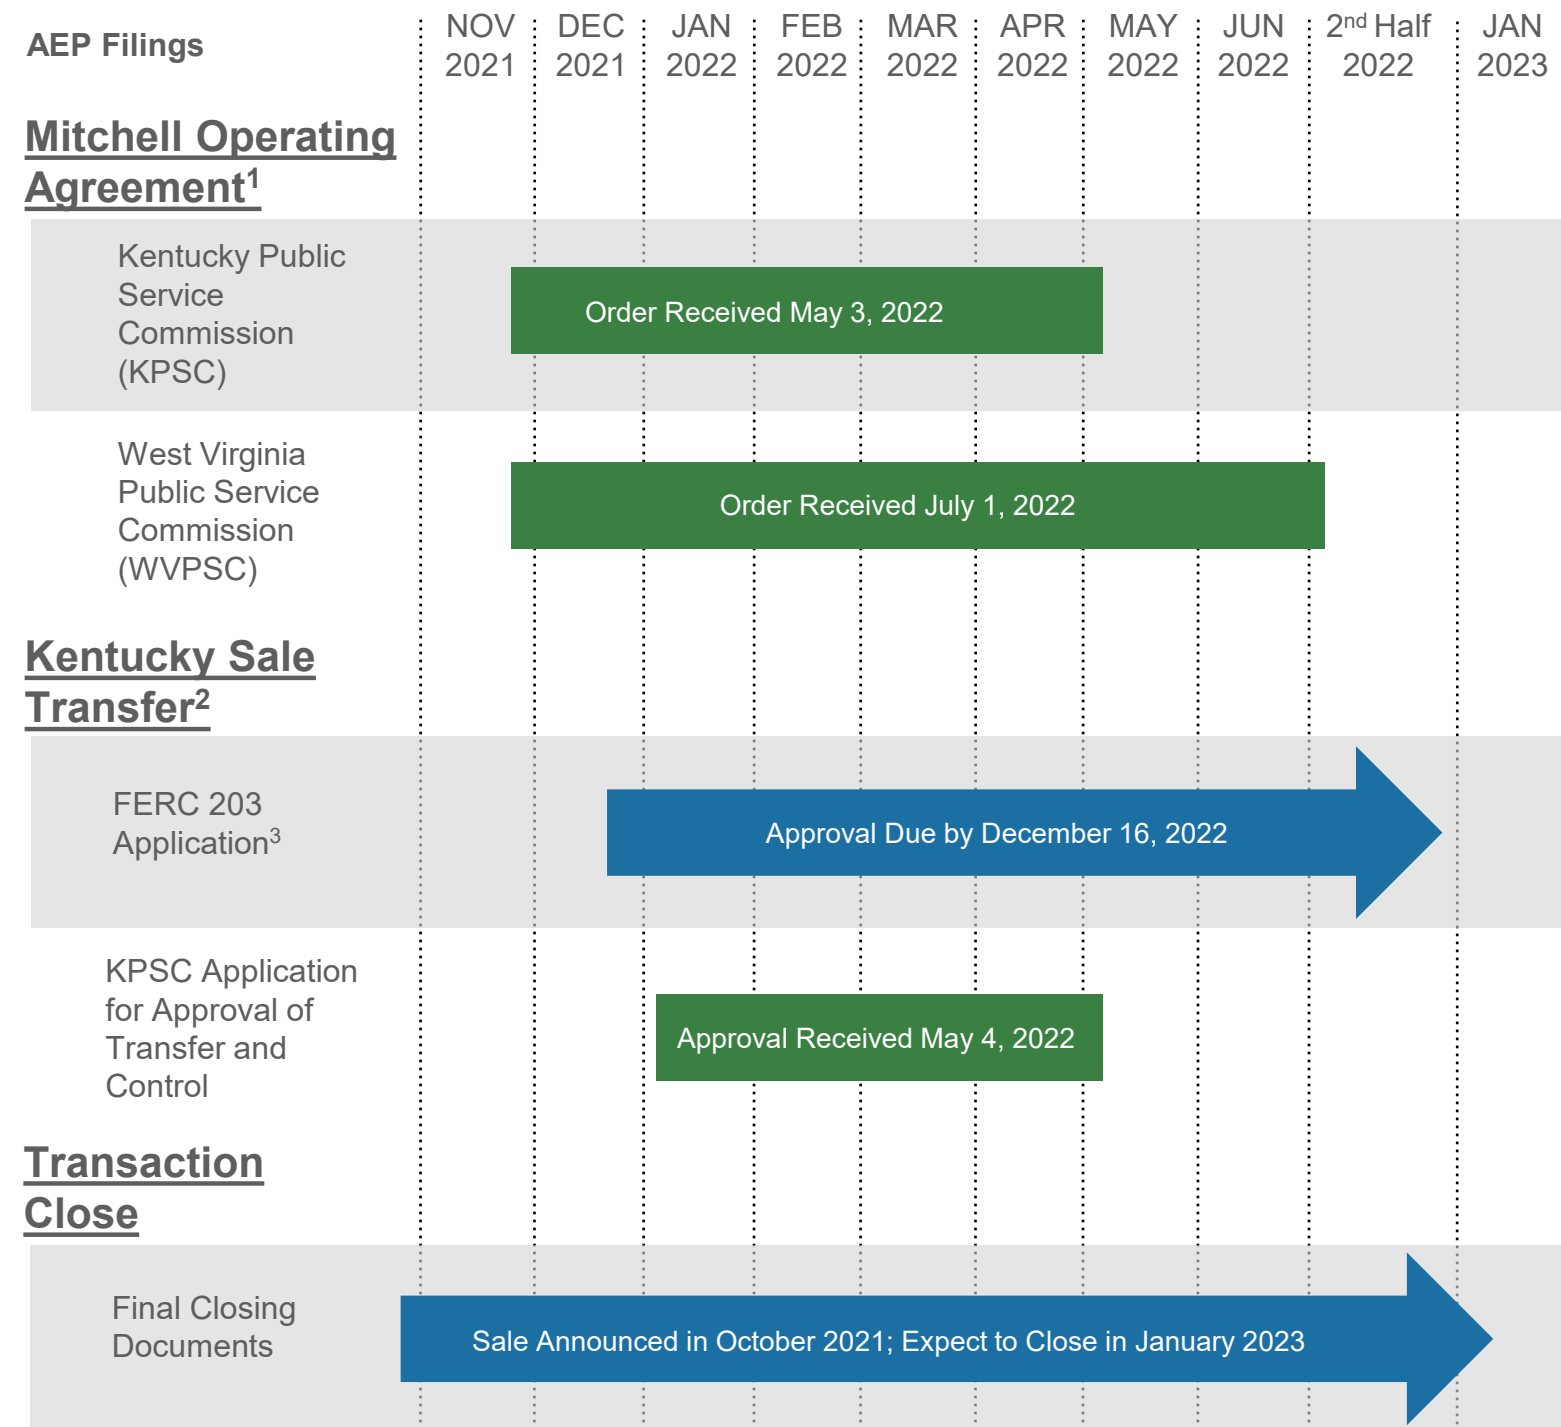 AEP Filings
NOV 2021
DEC 2021
JAN 2022
FEB 2022
MAR 2022
APR 2022
MAY 2022
JUN 2022
2nd Half 2022
JAN 2023
Mitchell Operating
Agreement1
Kentucky Public
Service
Commission
(KPSC)
Order Received May 3, 2022
West Virginia
Public Service
Commission
(WVPSC)
Order Received July 1, 2022
Kentucky Sale
Transfer2
FERC 203
Application3
Approval Due by December 16, 2022
KPSC Application
for Approval of
Transfer and
Control
Approval Received May 4, 2022
Transaction
Close
Final Closing
Documents
Sale Announced in October 2021; Expect to Close in January 2023